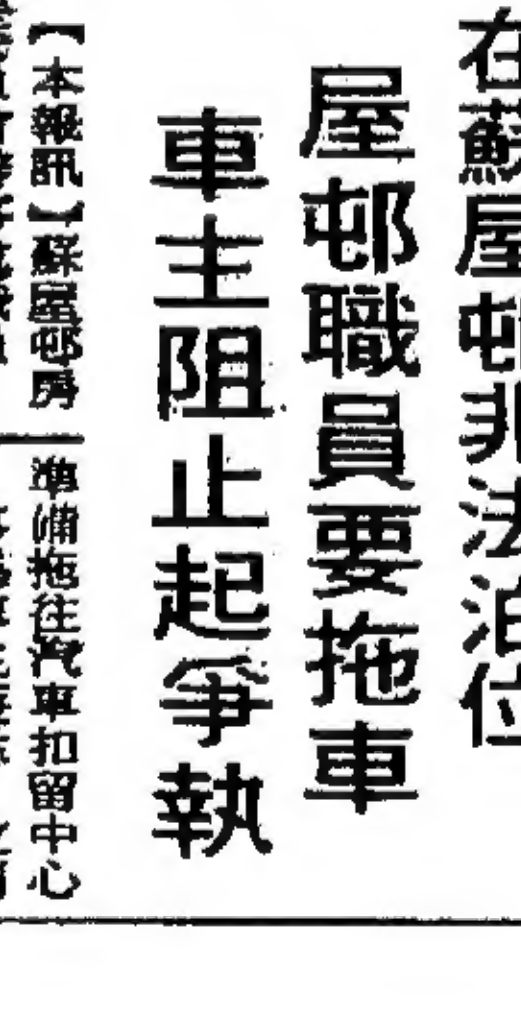 在蘇屋邨非法泊位
屋邨職員要拖車
車主阻止起爭執
【本報訊】蘇屋邨房
準備拖往汽車扣留中心